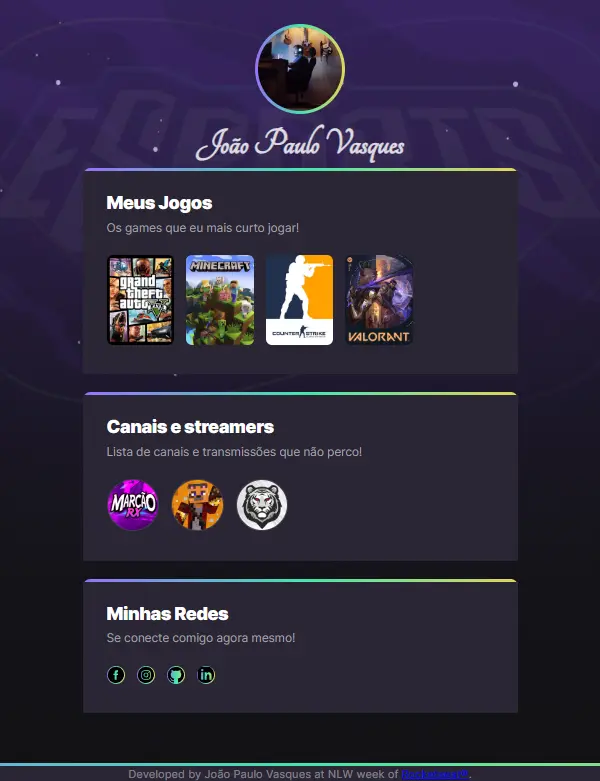 ESPORTS
João Paulo Vasques
Meus Jogos
Os games que eu mais curto jogar!
grand
theft
auto V
MINECRAFT
COUNTER STRIKE
VALORANT
Canais e streamers
Lista de canais e transmissões que não perco!
MARCÃO
RX
Minhas Redes
Se conecte comigo agora mesmo!
f
in
Developed by João Paulo Vasques at NLW week of